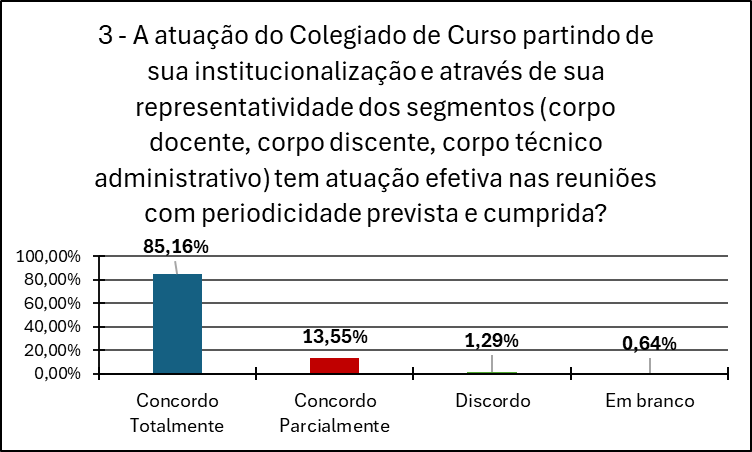 3 - A atuação do Colegiado de Curso partindo de
sua institucionalização e através de sua
representatividade dos segmentos (corpo
docente, corpo discente, corpo técnico
administrativo) tem atuação efetiva nas reuniões
com periodicidade prevista e cumprida?
85,16%
100,00%
80,00%
60,00%
40,00%
20,00%
0,00%
13,55%
1,29%
0,64%
Concordo
Totalmente
Concordo
Parcialmente
Discordo
Em branco